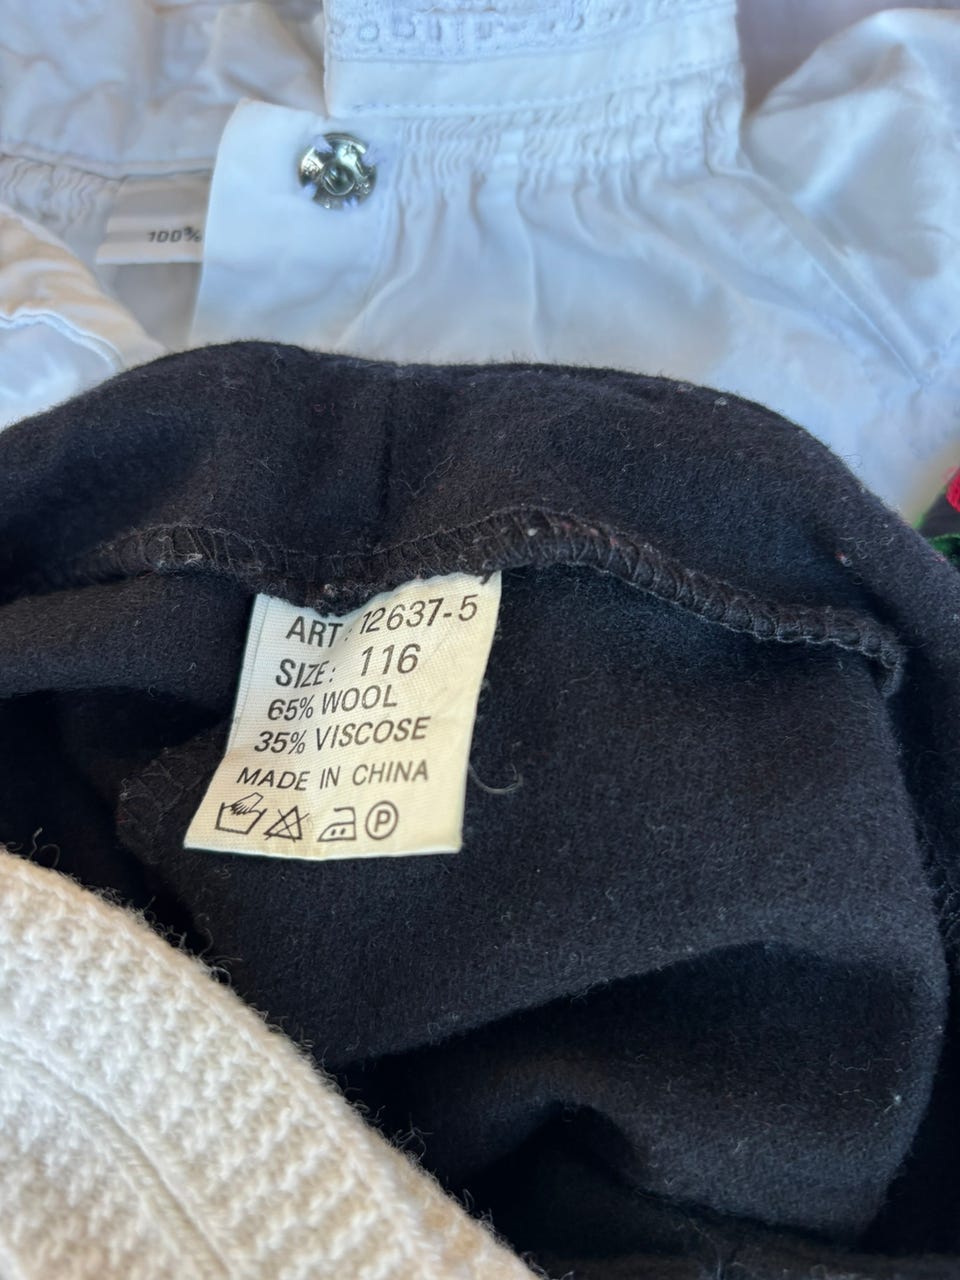 100%
ART: 12637-5
SIZE: 116
65% WOOL
35% VISCOSE
MADE IN CHINA
P